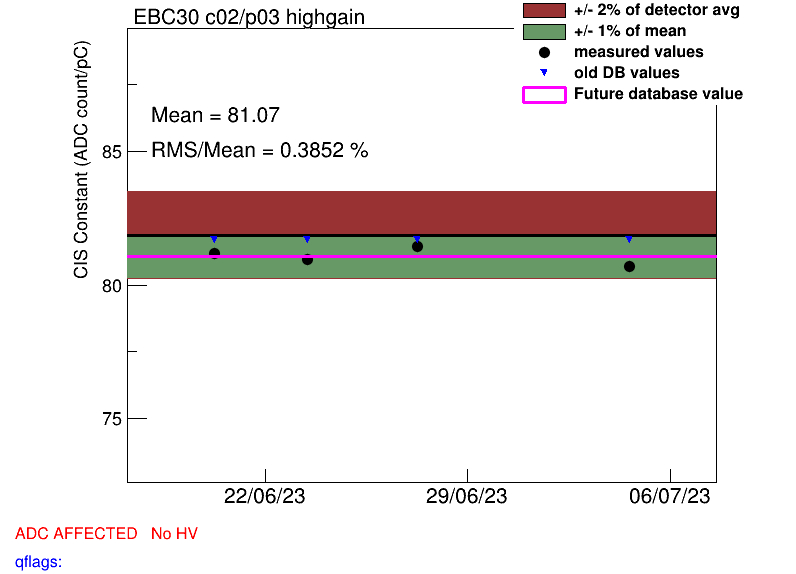 EBC30 c02/p03 highgain
+/- 2% of detector avg
+/- 1% of mean
measured values
old DB values
Future database value
CIS Constant (ADC count/pC)
Mean = 81.07
RMS/Mean = 0.3852 %
85
80
75
22/06/23
29/06/23
06/07/23
ADC AFFECTED No HV
qflags: